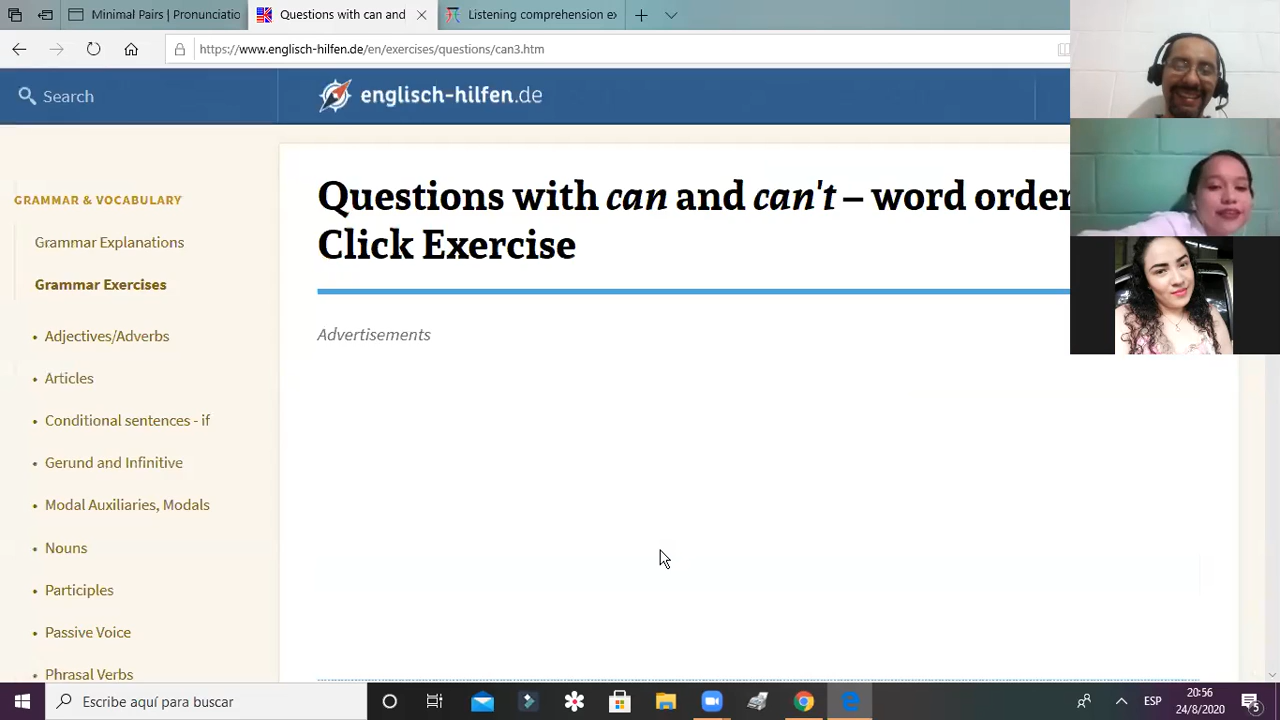 Minimal Pairs | Pronunciatio
Questions with can and
Listening comprehension ex
https://www.englisch-hilfen.de/en/exercises/questions/can3.htm
Search
englisch-hilfen.de
GRAMMAR & VOCABULARY
Grammar Explanations
Grammar Exercises
• Adjectives/Adverbs
• Articles
• Conditional sentences - if
• Gerund and Infinitive
• Modal Auxiliaries, Modals
• Nouns
• Participles
• Passive Voice
• Phrasal Verbs
Questions with can and can't – word order
Click Exercise
Advertisements
Escribe aquí para buscar
ESP
20:56
24/8/2020
5